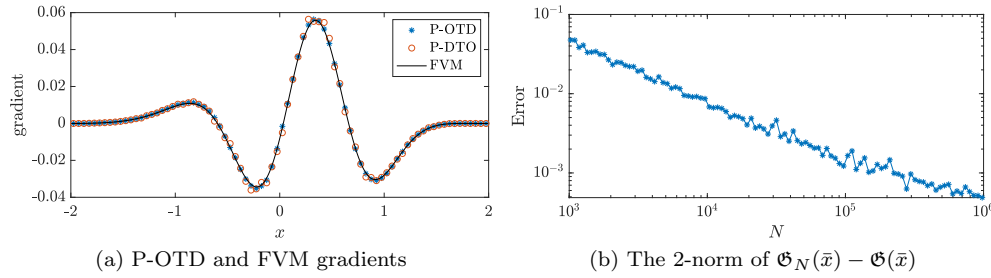 0.06
0.04
0.02
0
-0.02
0.04
gradient
-2
-1
0
1
2
x
P-OTD
P-DTO
FVM
(a) P-OTD and FVM gradients
10^-1
10^-2
10^-3
Error
10^3
10^4
10^5
10^6
N
(b) The 2-norm of 𝔊_N(x̄) − 𝔊(x̄)